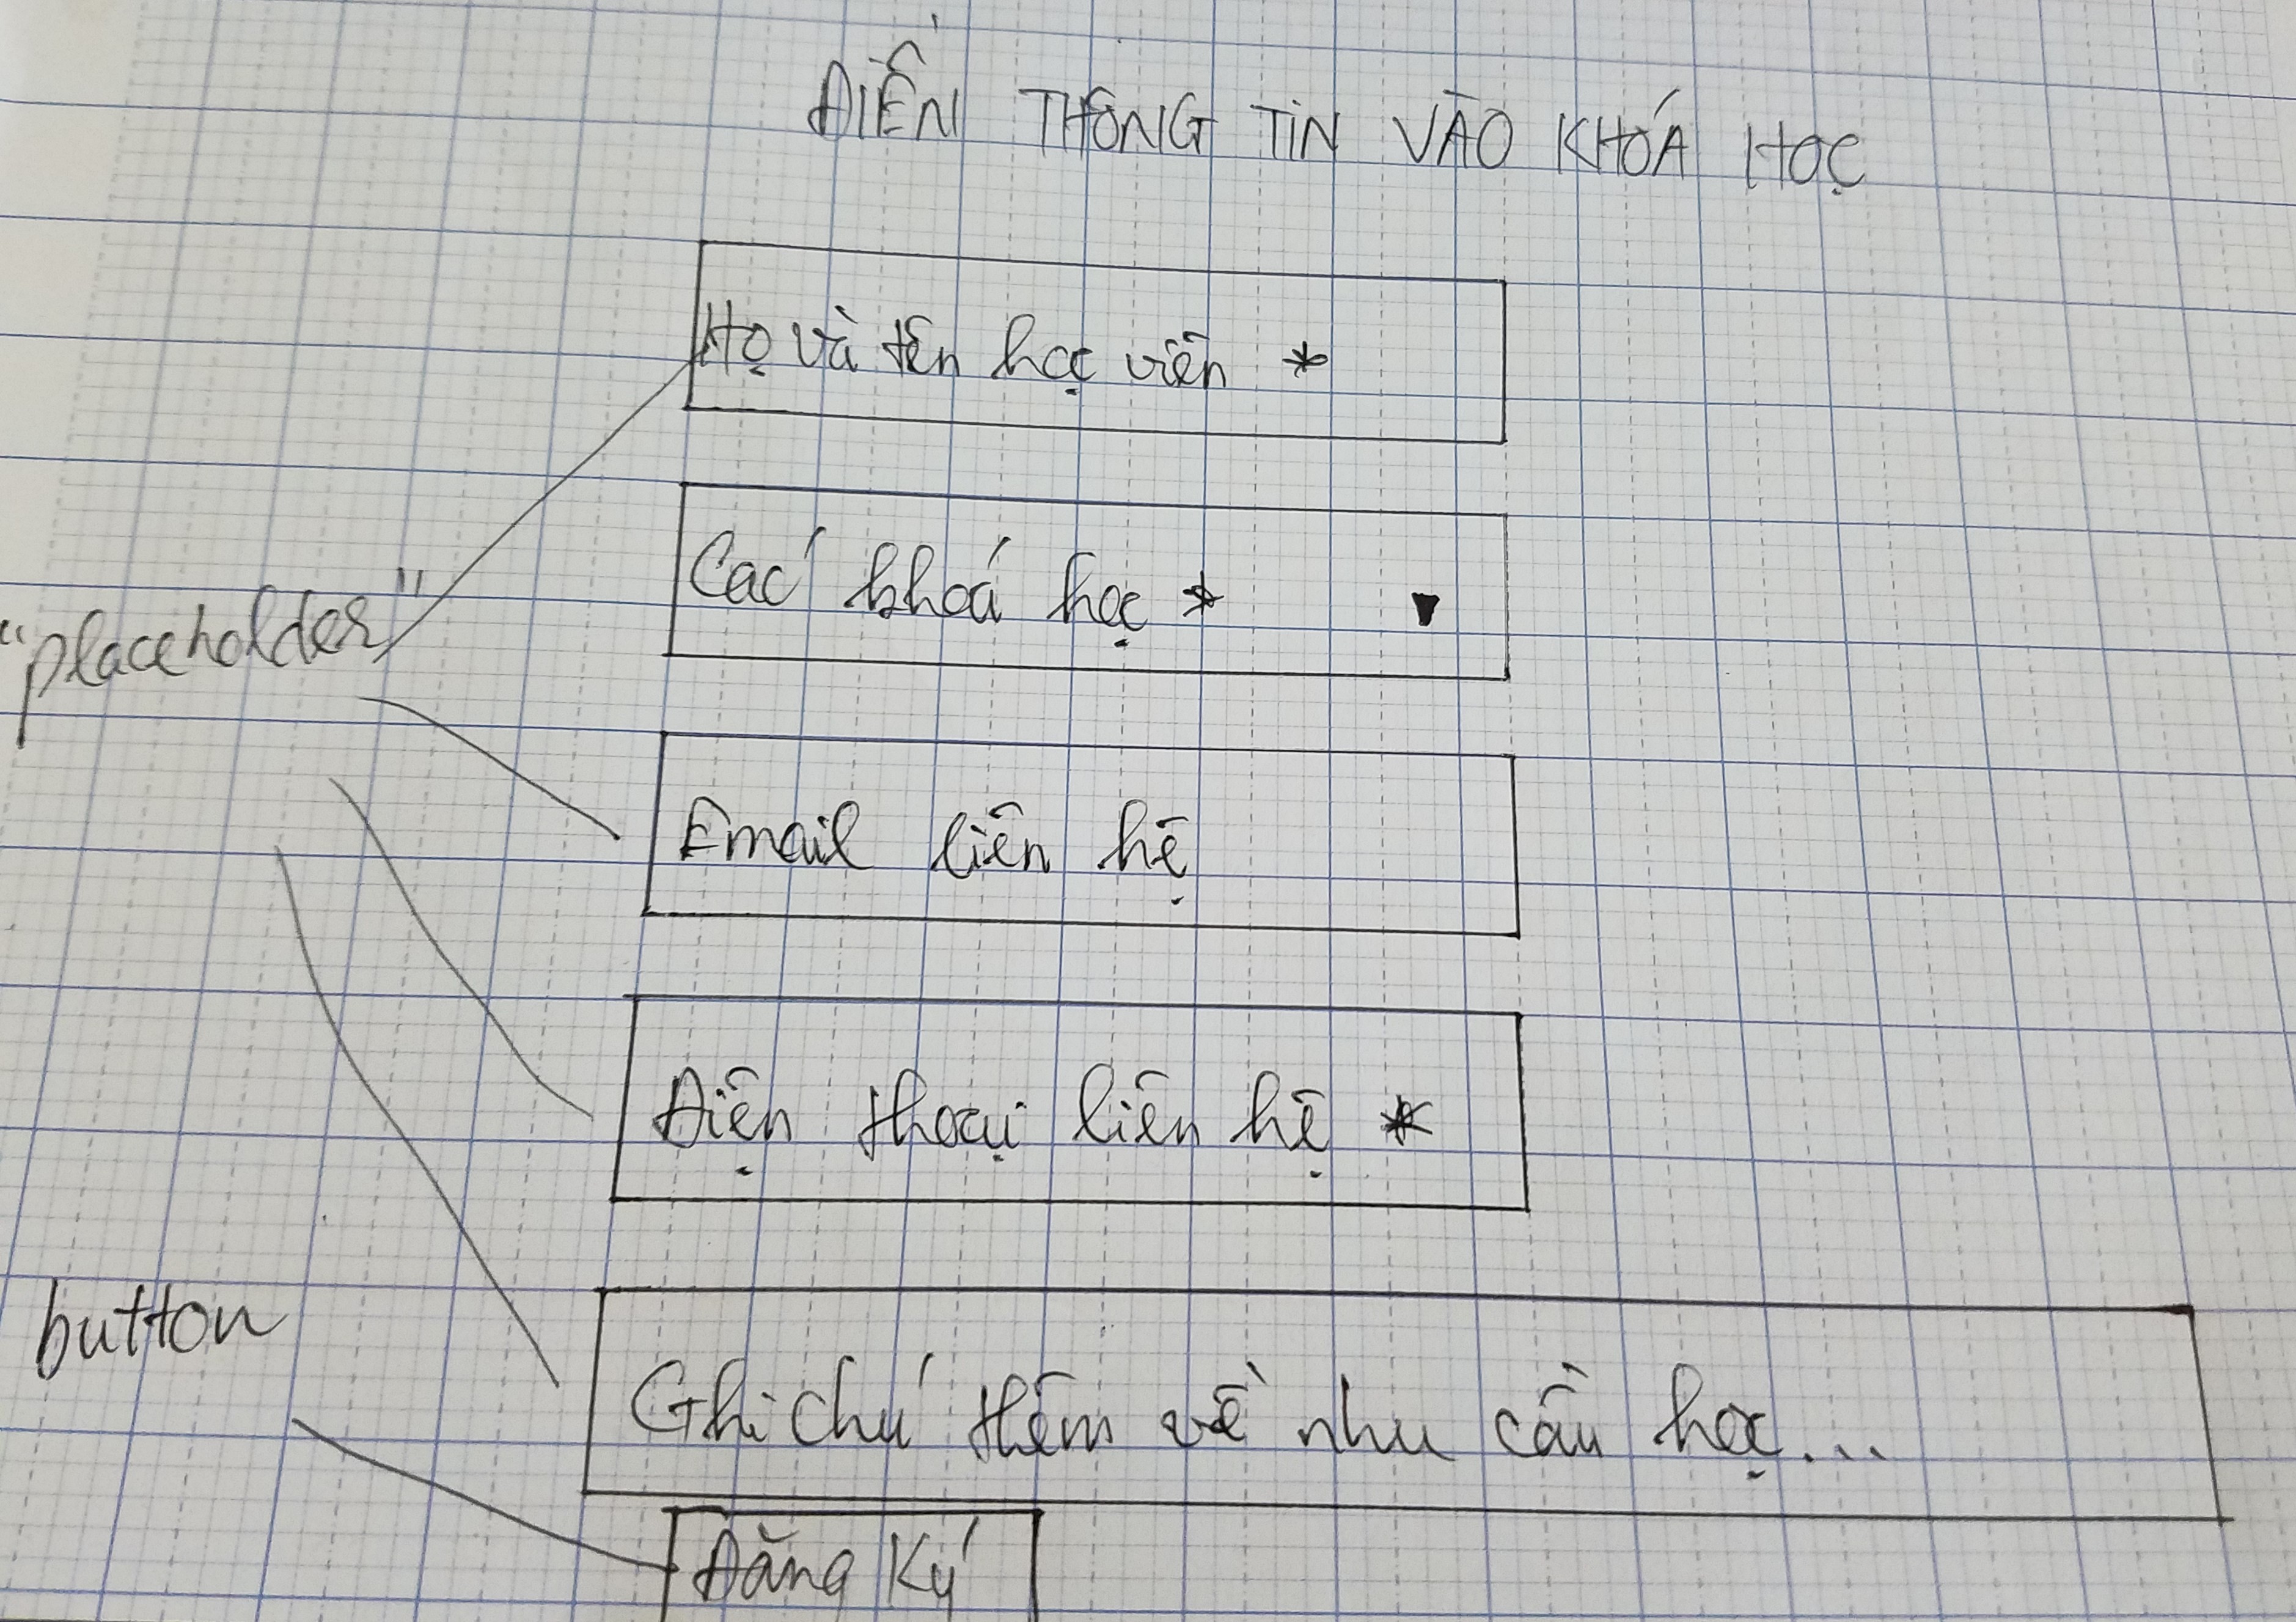 ĐIỀN THÔNG TIN VÀO KHÓA HỌC
Họ và tên học viên *
Các khoá học * ▼
"placeholder"
Email liên hệ
Điện thoại liên hệ *
button
Ghi chú thêm về nhu cầu học...
Đăng Ký